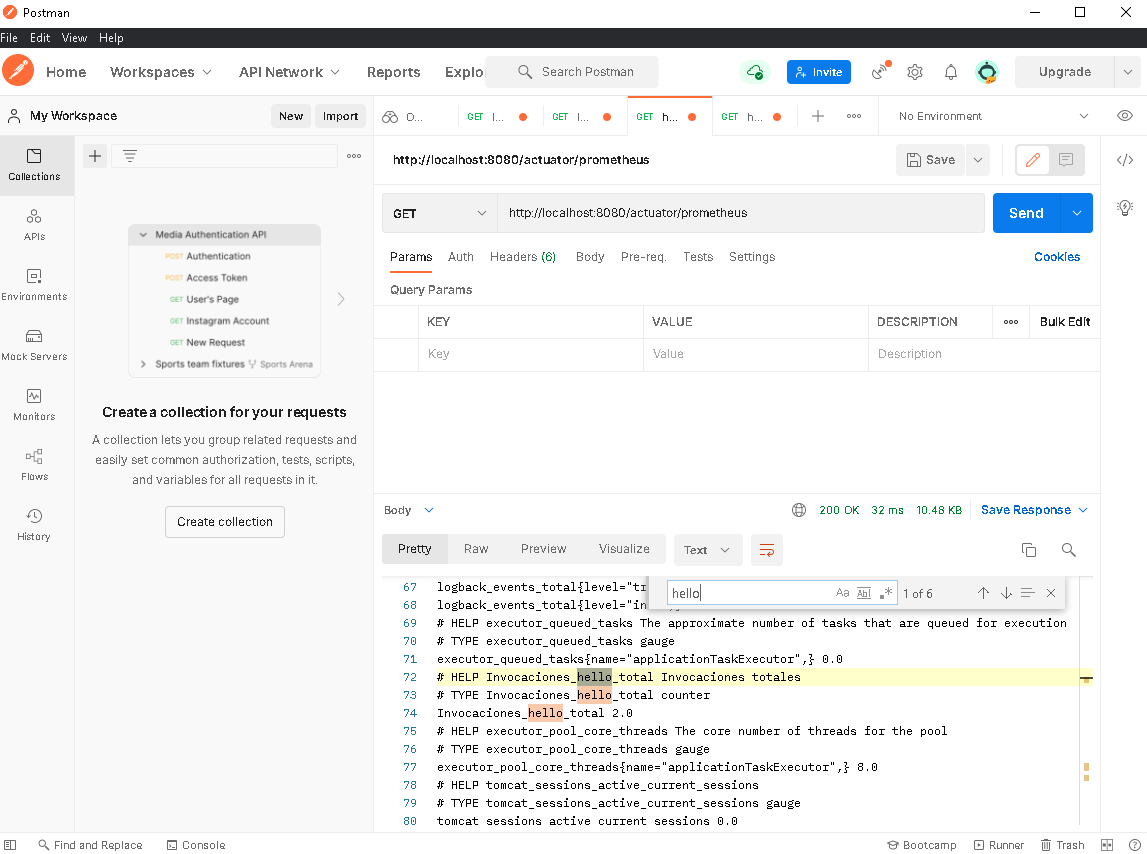 Postman
File Edit View Help
Home Workspaces API Network Reports Explo Search Postman Invite Upgrade
My Workspace New Import
O... GET l... GET l... GET h... GET h... No Environment
Collections
APIs
Environments
Mock Servers
Monitors
Flows
History
Media Authentication API
POST Authentication
POST Access Token
GET User's Page
GET Instagram Account
GET New Request
Sports team fixtures Sports Arena
Create a collection for your requests
A collection lets you group related requests and
easily set common authorization, tests, scripts,
and variables for all requests in it.
Create collection
http://localhost:8080/actuator/prometheus Save
GET http://localhost:8080/actuator/prometheus Send
Params Auth Headers (6) Body Pre-req. Tests Settings Cookies
Query Params
KEY VALUE DESCRIPTION Bulk Edit
Key Value Description
Body 200 OK 32 ms 10.48 KB Save Response
Pretty Raw Preview Visualize Text
hello Aa Abl .* 1 of 6
67 logback_events_total{level="tr
68 logback_events_total{level="in
69 # HELP executor_queued_tasks The approximate number of tasks that are queued for execution
70 # TYPE executor_queued_tasks gauge
71 executor_queued_tasks{name="applicationTaskExecutor",} 0.0
72 # HELP Invocaciones_hello_total Invocaciones totales
73 # TYPE Invocaciones_hello_total counter
74 Invocaciones_hello_total 2.0
75 # HELP executor_pool_core_threads The core number of threads for the pool
76 # TYPE executor_pool_core_threads gauge
77 executor_pool_core_threads{name="applicationTaskExecutor",} 8.0
78 # HELP tomcat_sessions_active_current_sessions
79 # TYPE tomcat_sessions_active_current_sessions gauge
80 tomcat_sessions_active_current_sessions 0.0
Find and Replace Console Bootcamp Runner Trash